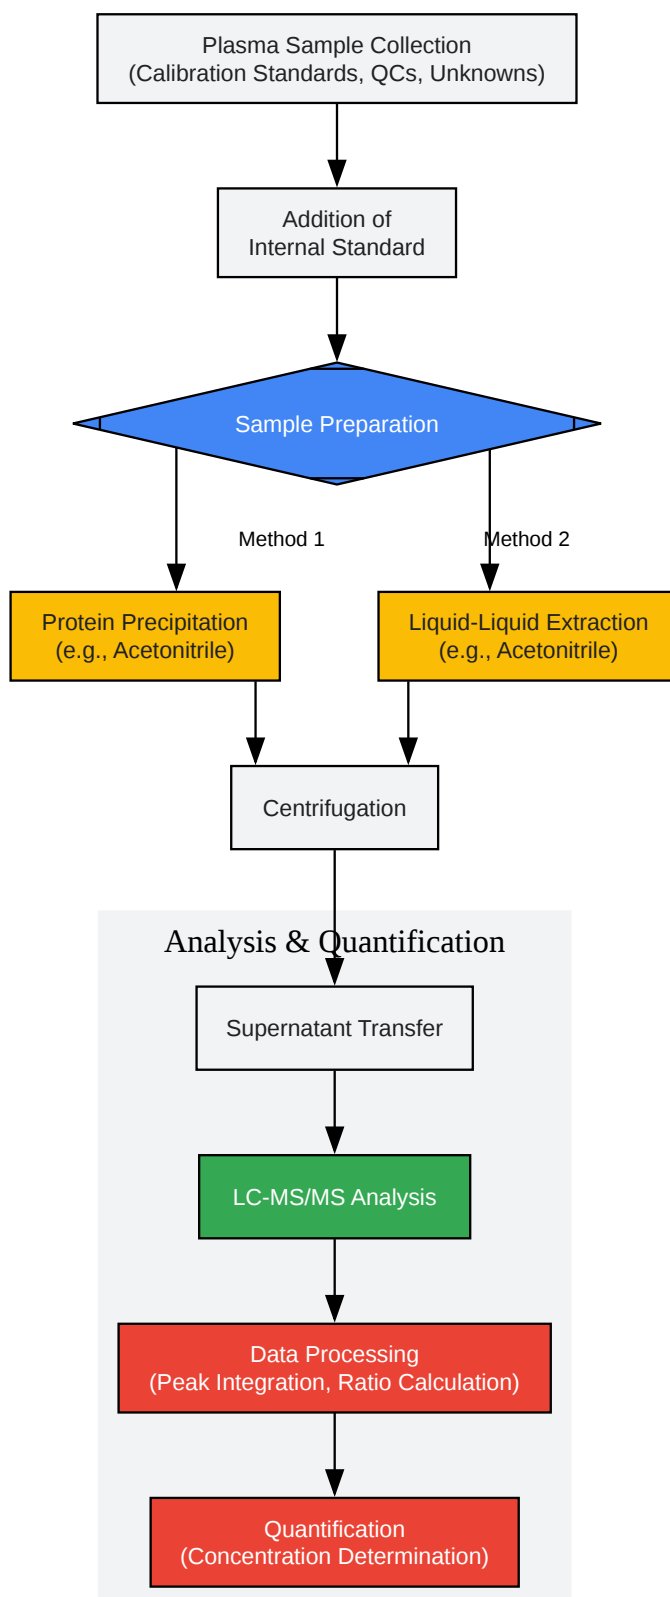 Plasma Sample Collection
(Calibration Standards, QCs, Unknowns)
Addition of
Internal Standard
Sample Preparation
Method 1
Method 2
Protein Precipitation
(e.g., Acetonitrile)
Liquid-Liquid Extraction
(e.g., Acetonitrile)
Centrifugation
Analysis & Quantification
Supernatant Transfer
LC-MS/MS Analysis
Data Processing
(Peak Integration, Ratio Calculation)
Quantification
(Concentration Determination)